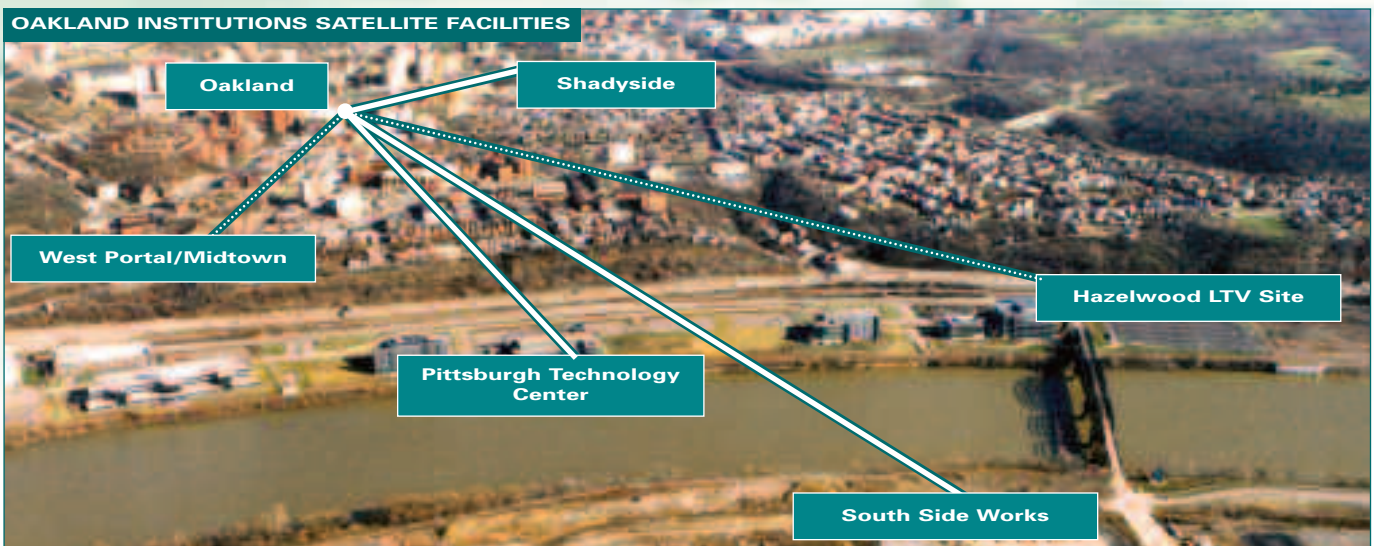 OAKLAND INSTITUTIONS SATELLITE FACILITIES
Oakland
Shadyside
West Portal/Midtown
Hazelwood LTV Site
Pittsburgh Technology
Center
South Side Works